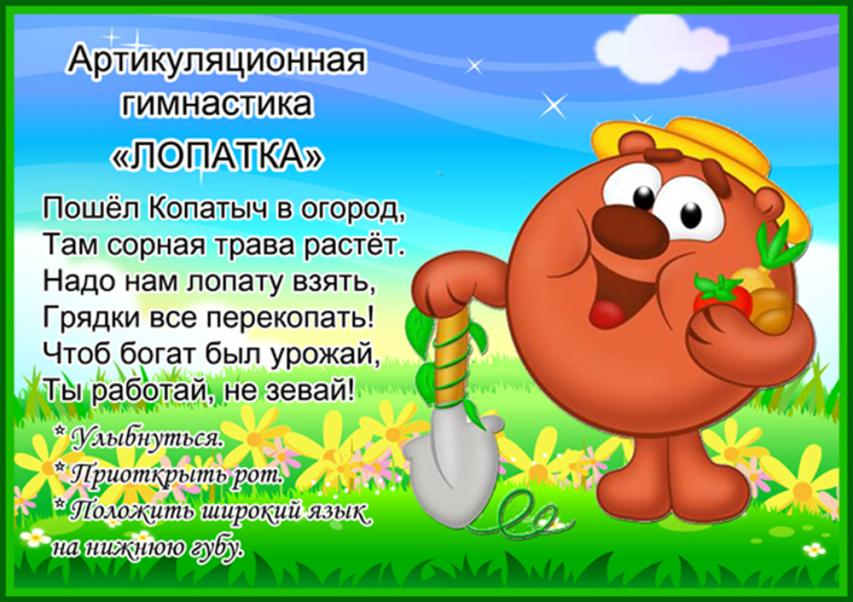 Артикуляционная
гимнастика
«ЛОПАТКА»
Пошёл Копатыч в огород,
Там сорная трава растёт.
Надо нам лопату взять,
Грядки все перекопать!
Чтоб богат был урожай,
Ты работай, не зевай!
* Улыбнуться.
* Приоткрыть рот.
* Положить широкий язык
на нижнюю губу.